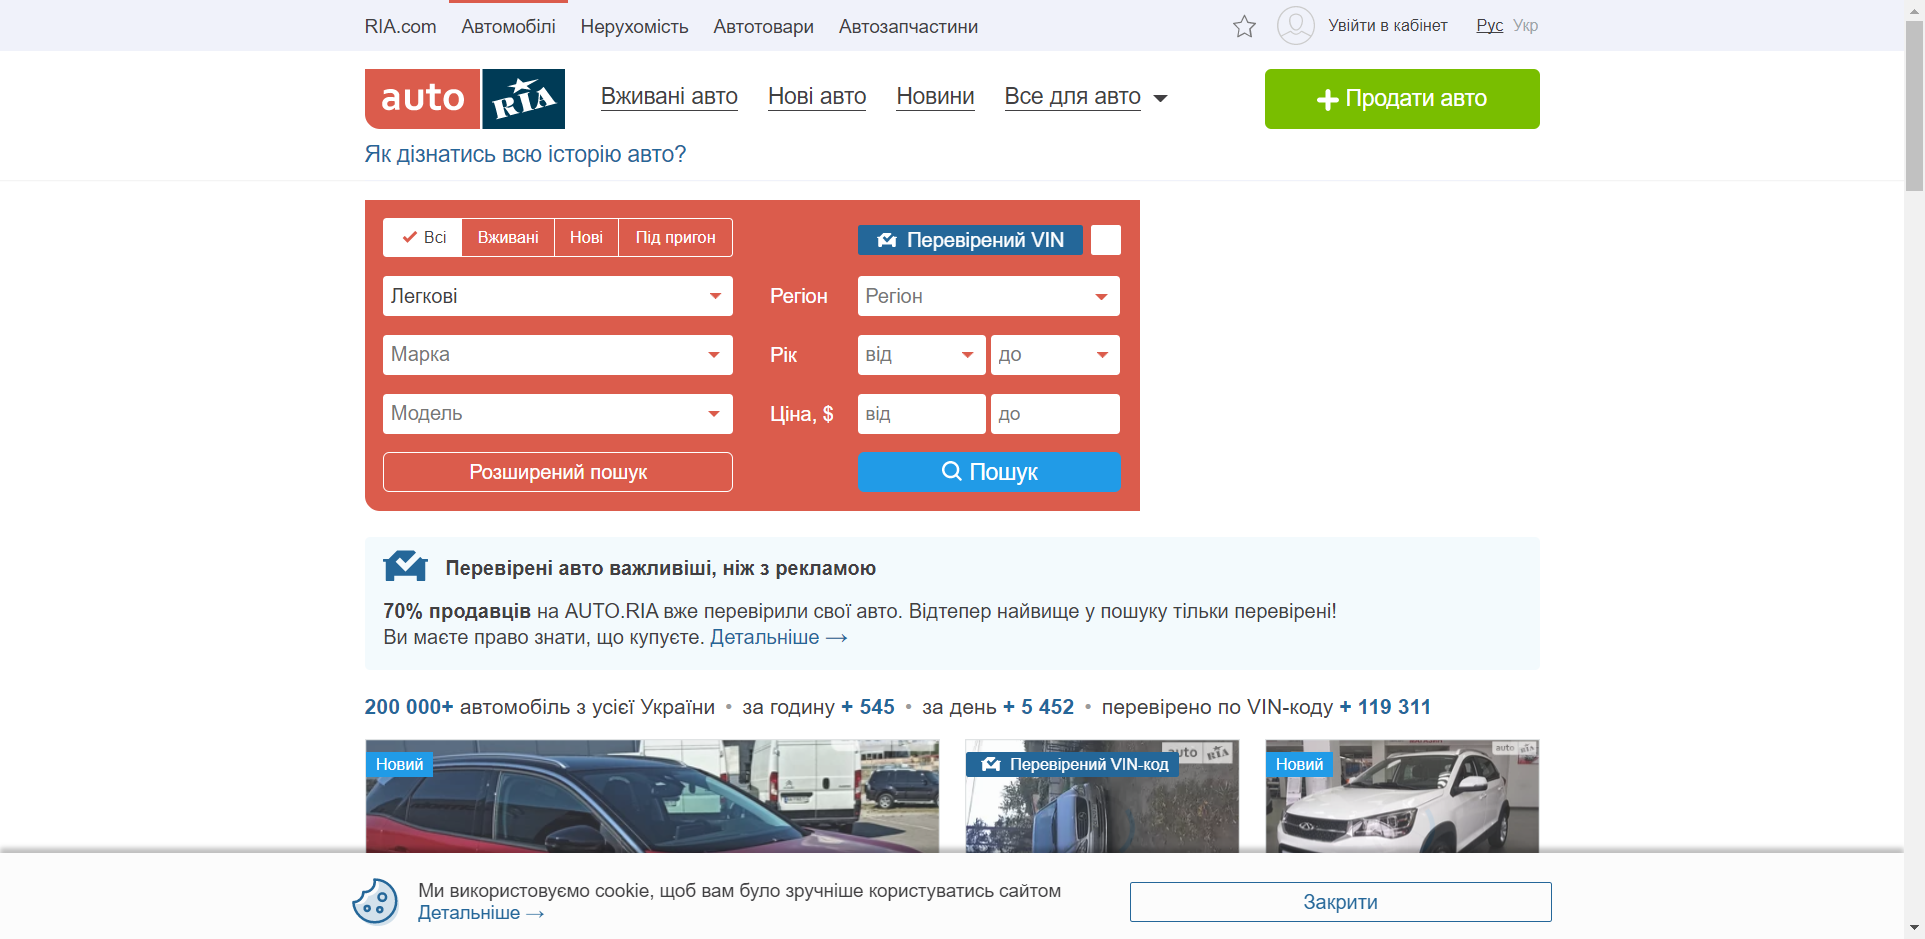 RIA.com Автомобілі Нерухомість Автотовари Автозапчастини Увійти в кабінет Рус Укр
auto RIA Вживані авто Нові авто Новини Все для авто Продати авто
Як дізнатись всю історію авто?
Всі Вживані Нові Під пригон Перевірений VIN
Легкові Регіон Регіон
Марка Рік від до
Модель Ціна, $ від до
Розширений пошук Пошук
Перевірені авто важливіші, ніж з рекламою
70% продавців на AUTO.RIA вже перевірили свої авто. Відтепер найвище у пошуку тільки перевірені!
Ви маєте право знати, що купуєте. Детальніше →
200 000+ автомобіль з усієї України • за годину + 545 • за день + 5 452 • перевірено по VIN-коду + 119 311
auto RIA auto RIA
Новий Перевірений VIN-код Новий
Ми використовуємо cookie, щоб вам було зручніше користуватись сайтом
Детальніше →
Закрити